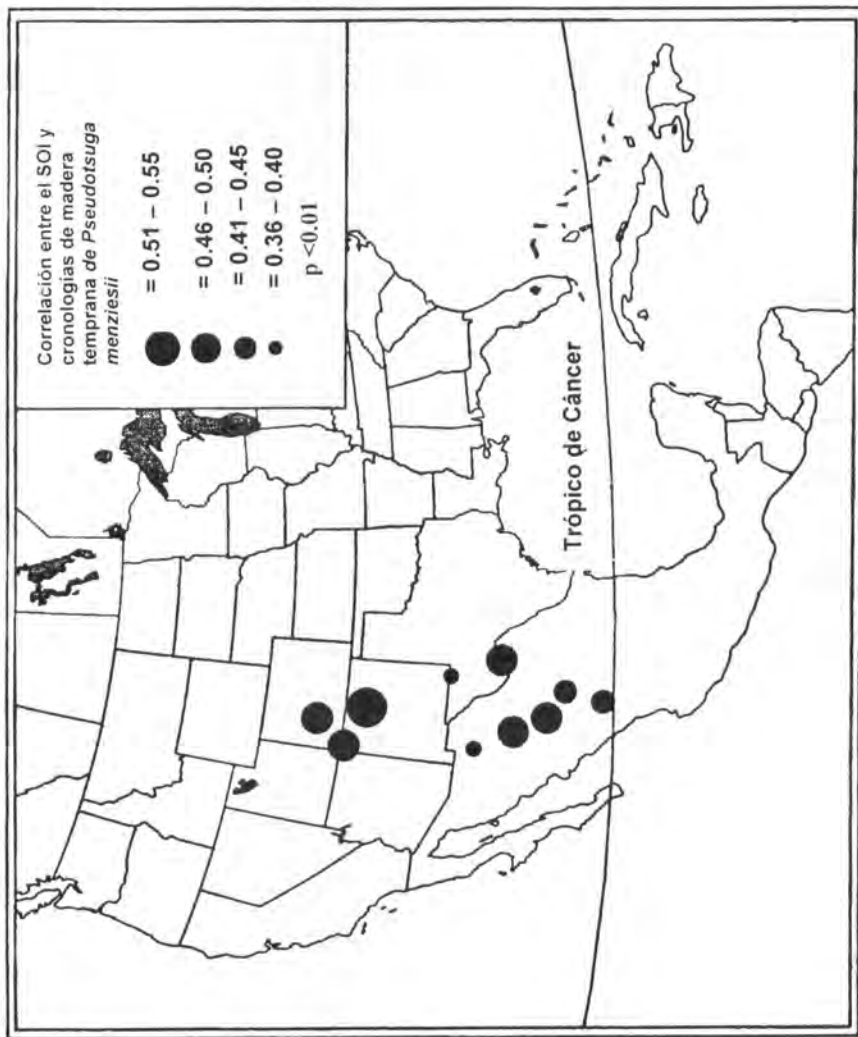 Correlación entre el SOI y
cronologías de madera
temprana de Pseudotsuga
menziesii
= 0.51 – 0.55
= 0.46 – 0.50
= 0.41 – 0.45
= 0.36 – 0.40
p <0.01
Trópico de Cáncer